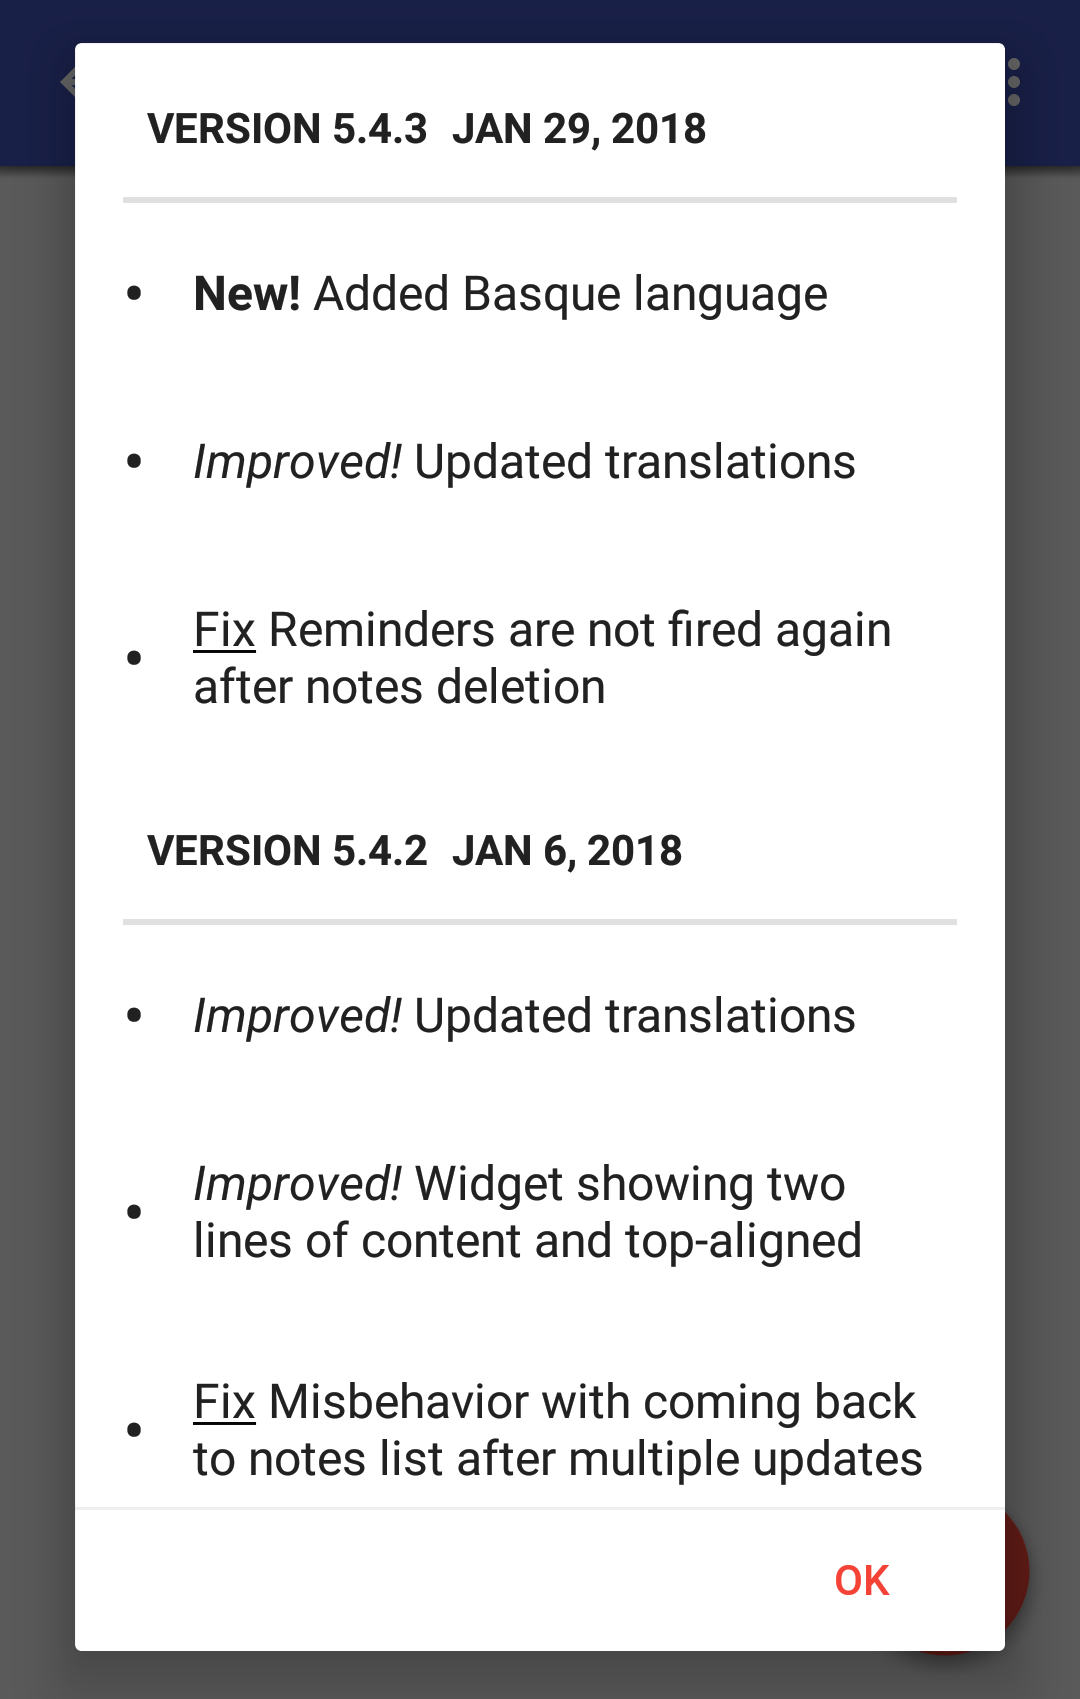 VERSION 5.4.3 JAN 29, 2018
• New! Added Basque language
• Improved! Updated translations
• Fix Reminders are not fired again
after notes deletion
VERSION 5.4.2 JAN 6, 2018
• Improved! Updated translations
• Improved! Widget showing two
lines of content and top-aligned
• Fix Misbehavior with coming back
to notes list after multiple updates
OK